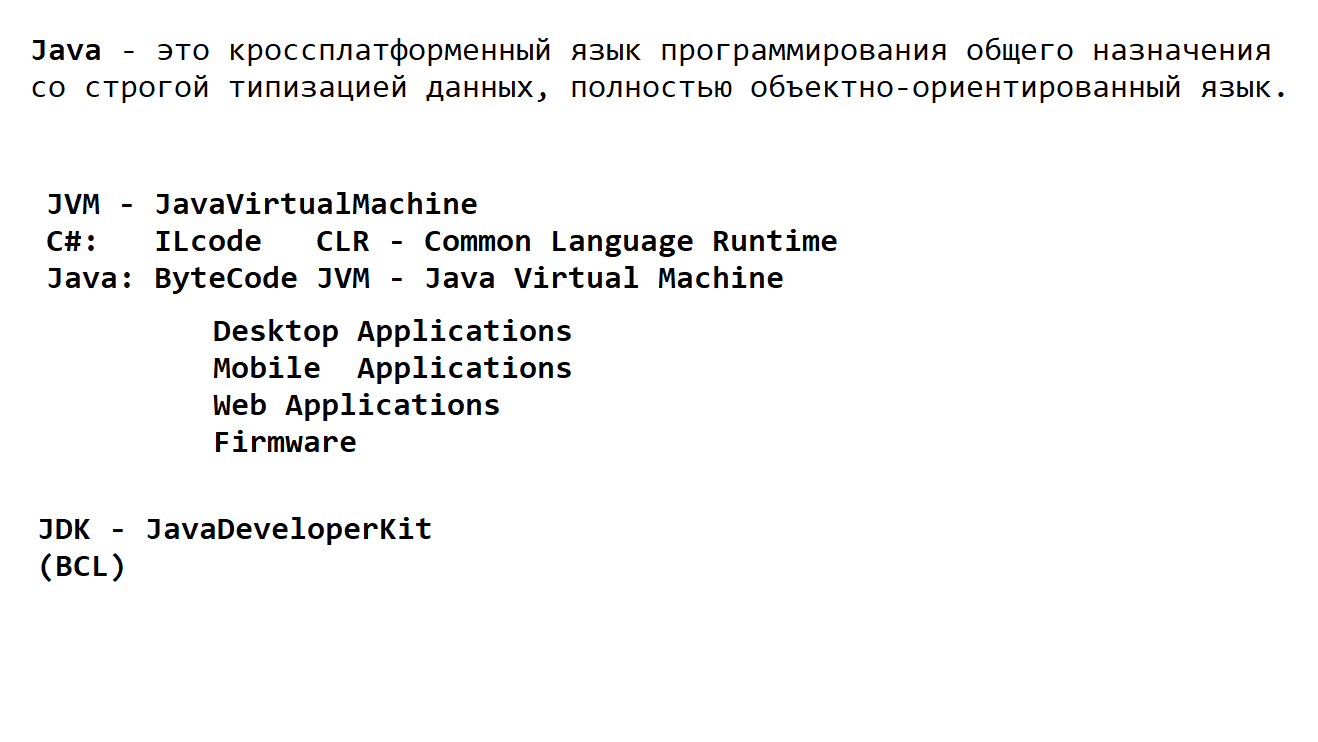 Java - это кроссплатформенный язык программирования общего назначения
со строгой типизацией данных, полностью объектно-ориентированный язык.
JVM - JavaVirtualMachine
C#:   ILcode   CLR - Common Language Runtime
Java: ByteCode JVM - Java Virtual Machine
Desktop Applications
Mobile  Applications
Web Applications
Firmware
JDK - JavaDeveloperKit
(BCL)